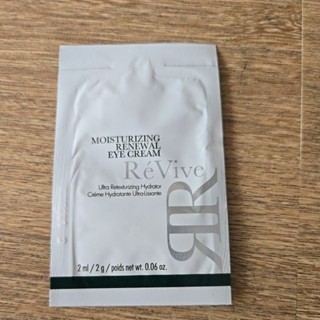 MOISTURIZING
RENEWAL
EYE CREAM
RéVive
Ultra Retexturizing Hydrator
Crème Hydratante Ultra-Lissante
RR
2 ml / 2 g / poids net wt. 0.06 oz.